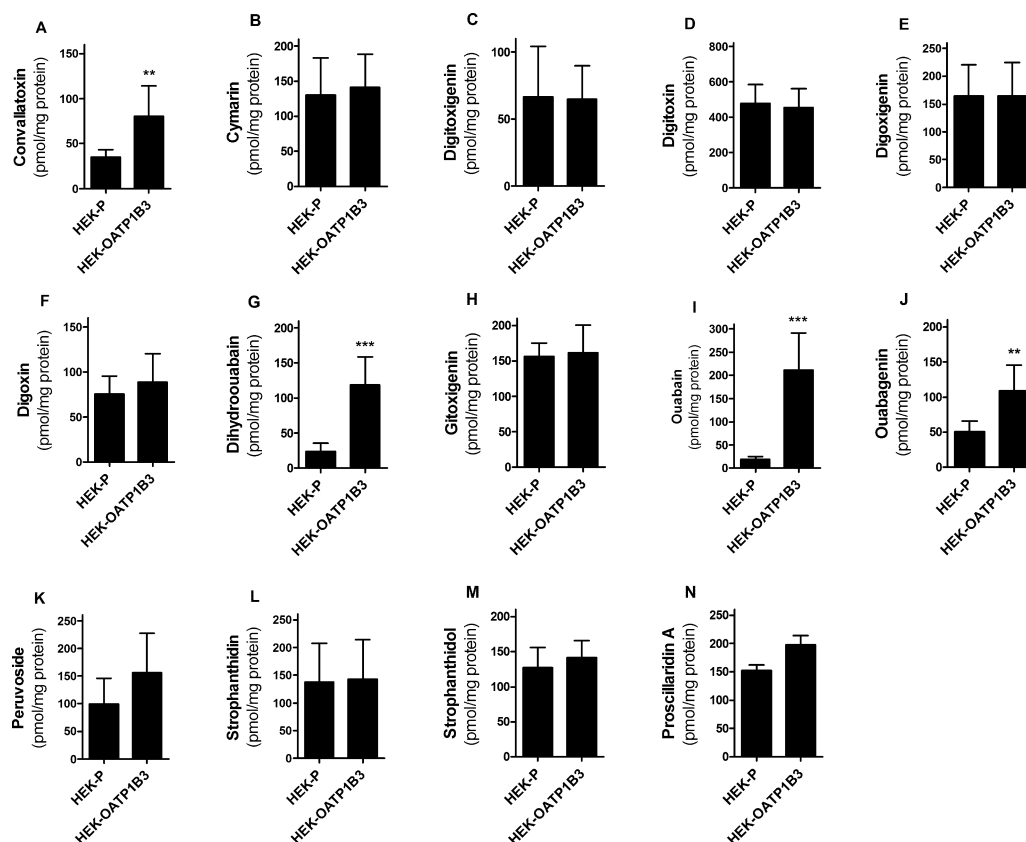 A
Convallatoxin
(pmol/mg protein)
150
100
50
0
**
HEK-P
HEK-OATP1B3
B
Cymarin
(pmol/mg protein)
200
150
100
50
0
HEK-P
HEK-OATP1B3
C
Digitoxigenin
(pmol/mg protein)
100
50
0
HEK-P
HEK-OATP1B3
D
Digitoxin
(pmol/mg protein)
800
600
400
200
0
HEK-P
HEK-OATP1B3
E
Digoxigenin
(pmol/mg protein)
250
200
150
100
50
0
HEK-P
HEK-OATP1B3
F
Digoxin
(pmol/mg protein)
150
100
50
0
HEK-P
HEK-OATP1B3
G
Dihydroouabain
(pmol/mg protein)
200
150
100
50
0
***
HEK-P
HEK-OATP1B3
H
Gitoxigenin
(pmol/mg protein)
200
150
100
50
0
HEK-P
HEK-OATP1B3
I
Ouabain
(pmol/mg protein)
300
250
200
150
100
50
0
***
HEK-P
HEK-OATP1B3
J
Ouabagenin
(pmol/mg protein)
200
150
100
50
0
**
HEK-P
HEK-OATP1B3
K
Peruvoside
(pmol/mg protein)
250
200
150
100
50
0
HEK-P
HEK-OATP1B3
L
Strophanthidin
(pmol/mg protein)
250
200
150
100
50
0
HEK-P
HEK-OATP1B3
M
Strophanthidol
(pmol/mg protein)
200
150
100
50
0
HEK-P
HEK-OATP1B3
N
Proscillaridin A
(pmol/mg protein)
250
200
150
100
50
0
HEK-P
HEK-OATP1B3